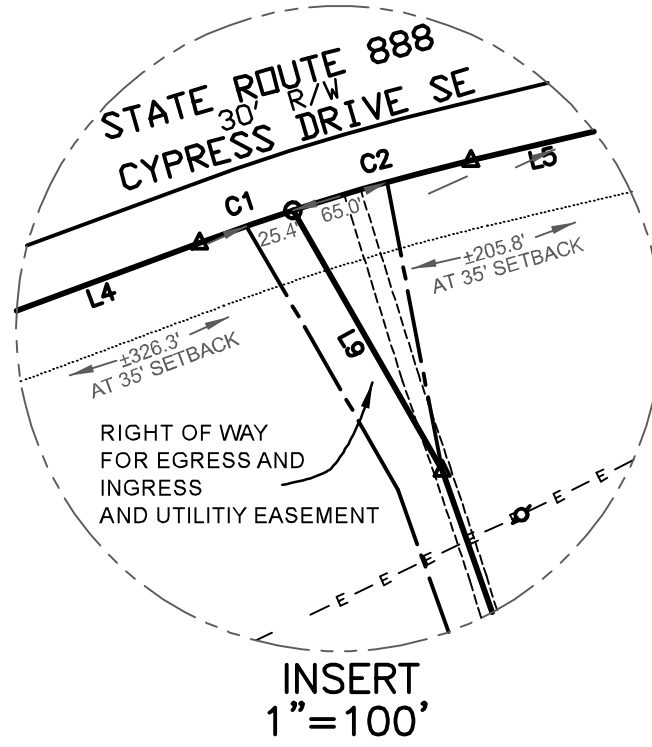 STATE ROUTE 888
30' R/W
CYPRESS DRIVE SE
C1
C2
L5
25.4'
65.0'
L4
L9
±205.8'
AT 35' SETBACK
±326.3'
AT 35' SETBACK
RIGHT OF WAY
FOR EGRESS AND
INGRESS
AND UTILITIY EASEMENT
E E E E E E E
INSERT
1”=100'